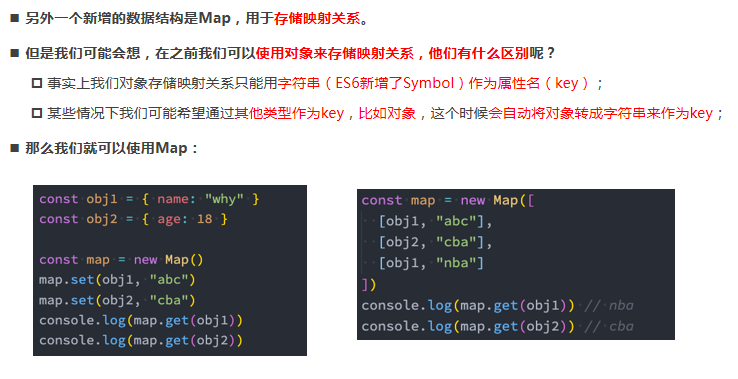 ■ 另外一个新增的数据结构是Map，用于存储映射关系。
■ 但是我们可能会想，在之前我们可以使用对象来存储映射关系，他们有什么区别呢？
事实上我们对象存储映射关系只能用字符串（ES6新增了Symbol）作为属性名（key）；
某些情况下我们可能希望通过其他类型作为key，比如对象，这个时候会自动将对象转成字符串来作为key；
■ 那么我们就可以使用Map：
const obj1 = { name: "why" }
const obj2 = { age: 18 }
const map = new Map()
map.set(obj1, "abc")
map.set(obj2, "cba")
console.log(map.get(obj1))
console.log(map.get(obj2))
const map = new Map([
[obj1, "abc"],
[obj2, "cba"],
[obj1, "nba"]
])
console.log(map.get(obj1)) // nba
console.log(map.get(obj2)) // cba